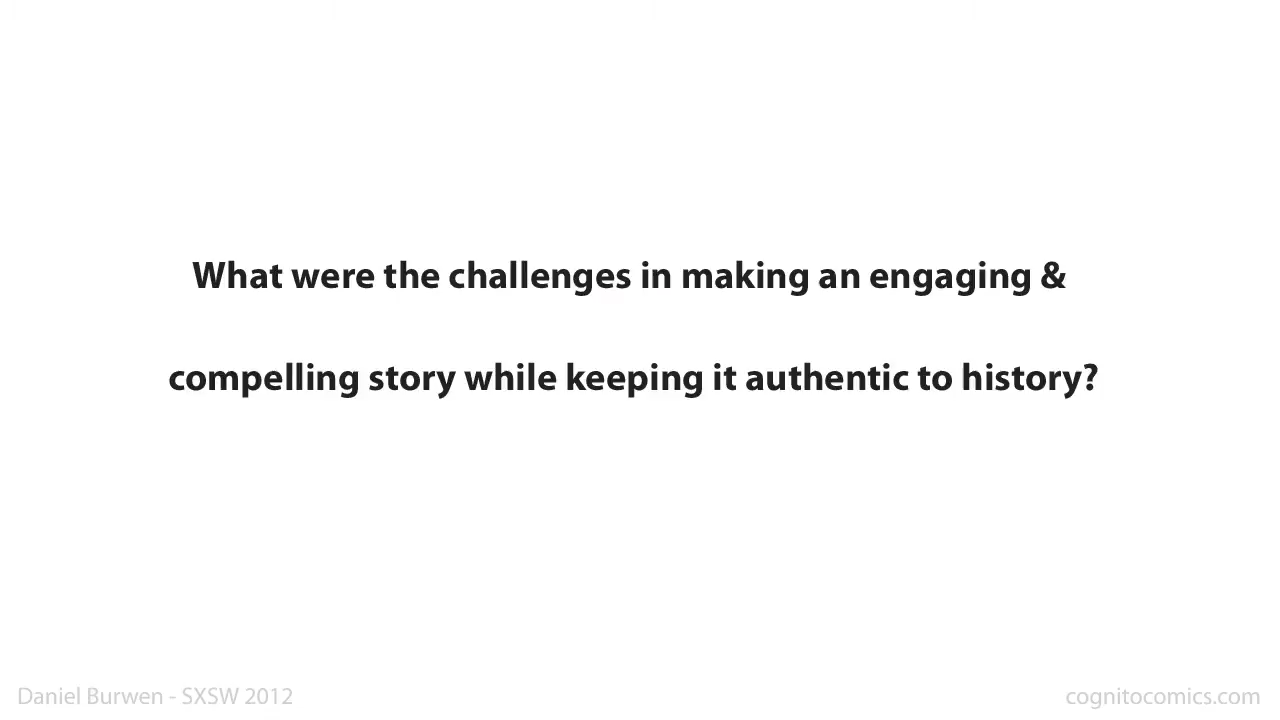 What were the challenges in making an engaging &
compelling story while keeping it authentic to history?
Daniel Burwen - SXSW 2012
cognitocomics.com